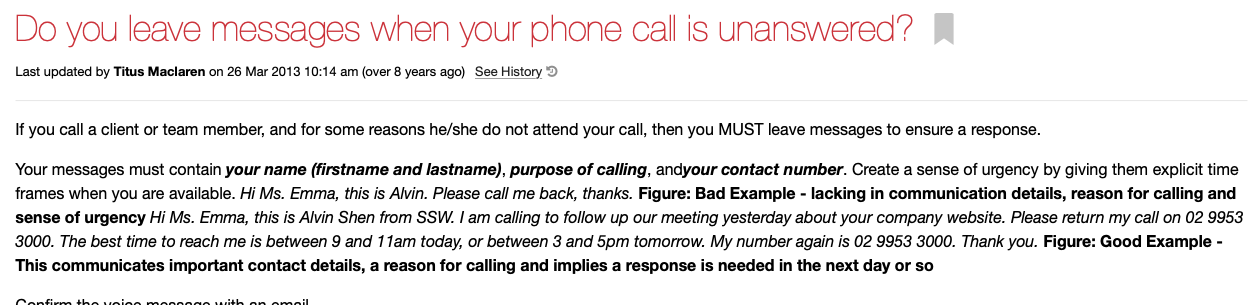 Do you leave messages when your phone call is unanswered?
Last updated by Titus Maclaren on 26 Mar 2013 10:14 am (over 8 years ago) See History
If you call a client or team member, and for some reasons he/she do not attend your call, then you MUST leave messages to ensure a response.
Your messages must contain your name (firstname and lastname), purpose of calling, andyour contact number. Create a sense of urgency by giving them explicit time
frames when you are available. Hi Ms. Emma, this is Alvin. Please call me back, thanks. Figure: Bad Example - lacking in communication details, reason for calling and
sense of urgency Hi Ms. Emma, this is Alvin Shen from SSW. I am calling to follow up our meeting yesterday about your company website. Please return my call on 02 9953
3000. The best time to reach me is between 9 and 11am today, or between 3 and 5pm tomorrow. My number again is 02 9953 3000. Thank you. Figure: Good Example -
This communicates important contact details, a reason for calling and implies a response is needed in the next day or so
Confirm the voice message with an email